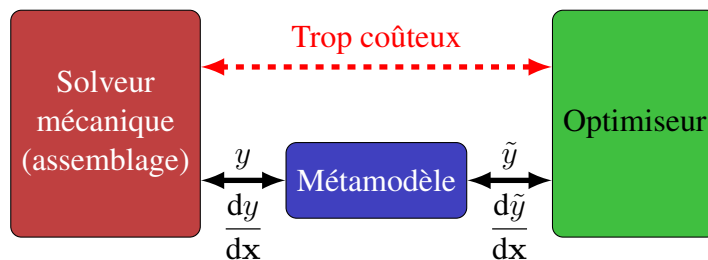 Trop coûteux
Solveur
mécanique
(assemblage)
y
dy
dx
Métamodèle
ỹ
dỹ
dx
Optimiseur